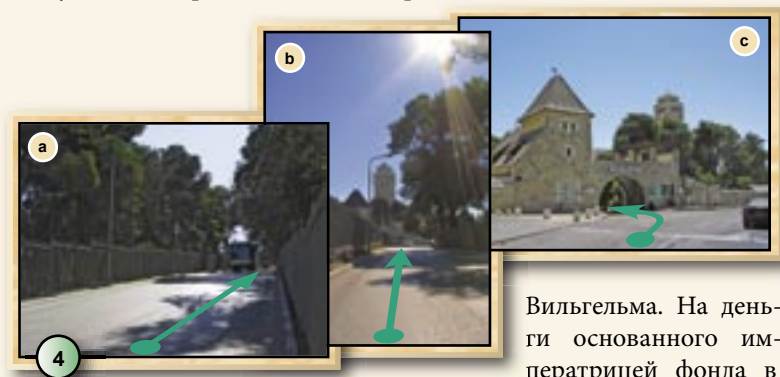 a
b
c
4
Вильгельма. На день-
ги основанного им-
ператрицей фонда в